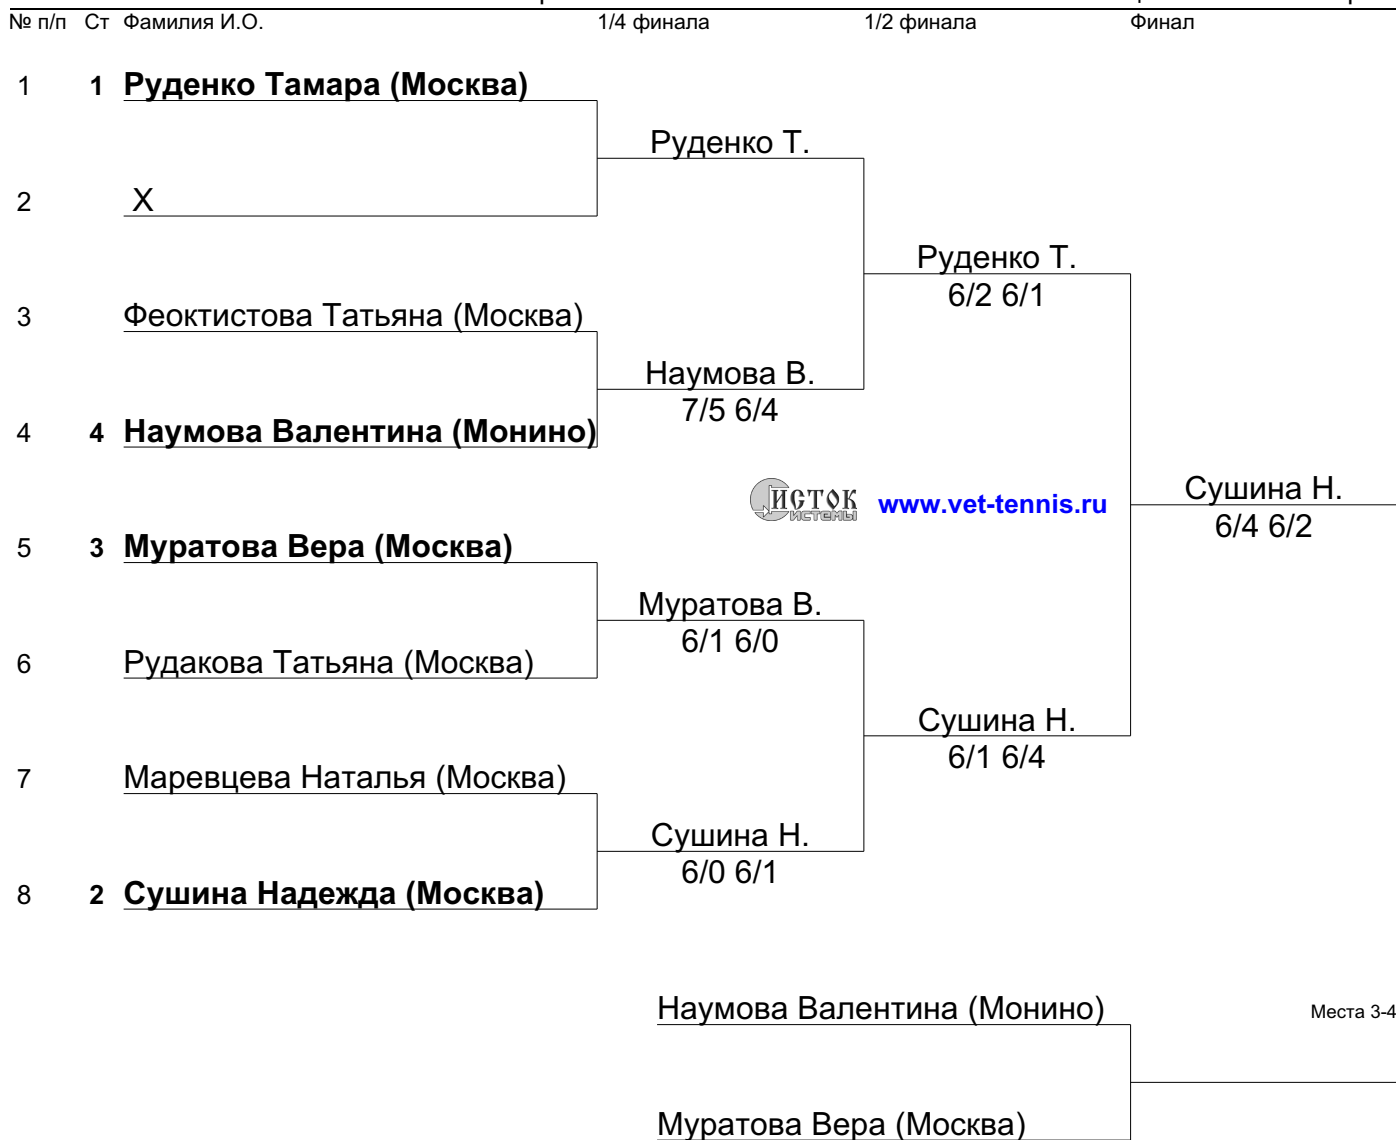 № п/п Ст Фамилия И.О. 1/4 финала 1/2 финала Финал
1 1 Руденко Тамара (Москва)
Руденко Т.
2 X
Руденко Т.
6/2 6/1
3 Феоктистова Татьяна (Москва)
Наумова В.
7/5 6/4
4 4 Наумова Валентина (Монино)
ИСТОК СИСТЕМЫ www.vet-tennis.ru
Сушина Н.
6/4 6/2
5 3 Муратова Вера (Москва)
Муратова В.
6/1 6/0
6 Рудакова Татьяна (Москва)
Сушина Н.
6/1 6/4
7 Маревцева Наталья (Москва)
Сушина Н.
6/0 6/1
8 2 Сушина Надежда (Москва)
Наумова Валентина (Монино) Места 3-4
Муратова Вера (Москва)